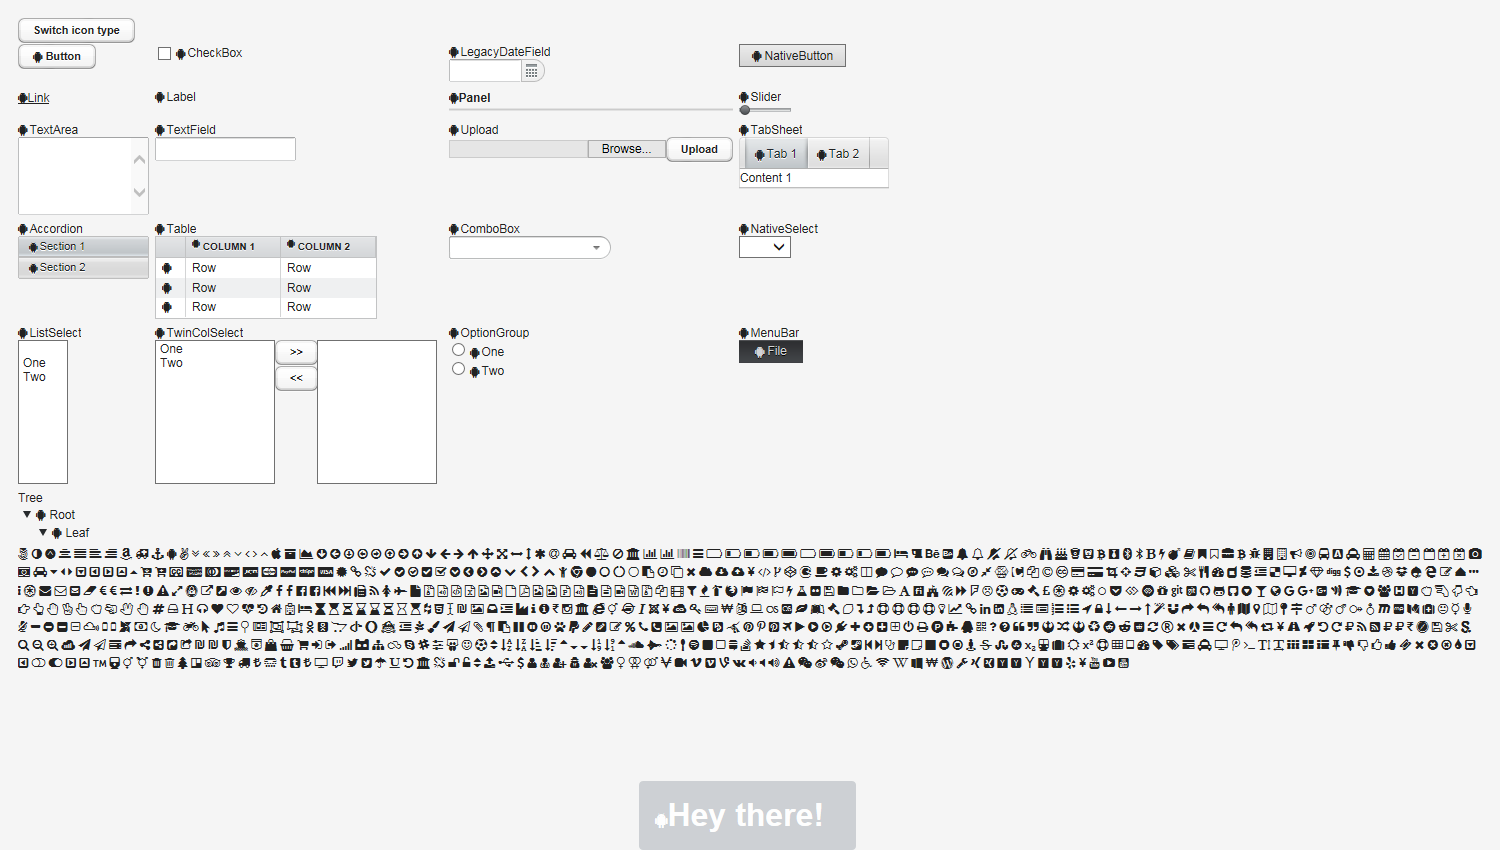 Switch icon type
Button
CheckBox
LegacyDateField
NativeButton
Link
Label
Panel
Slider
TextArea
TextField
Upload
Browse...
Upload
TabSheet
Tab 1
Tab 2
Content 1
Accordion
Section 1
Section 2
Table
COLUMN 1
COLUMN 2
Row
Row
Row
Row
Row
Row
ComboBox
NativeSelect
ListSelect
One
Two
TwinColSelect
One
Two
>>
<<
OptionGroup
One
Two
MenuBar
File
Tree
Root
Leaf
Hey there!